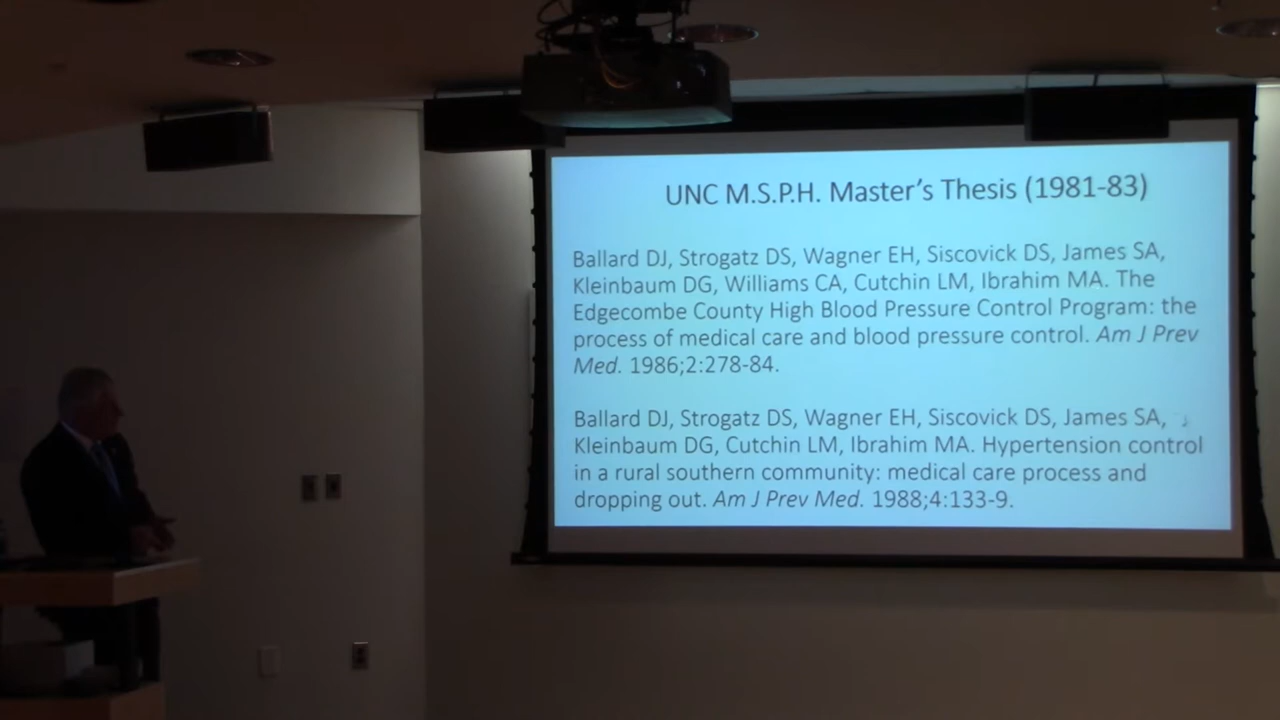 UNC M.S.P.H. Master's Thesis (1981-83)
Ballard DJ, Strogatz DS, Wagner EH, Siscovick DS, James SA,
Kleinbaum DG, Williams CA, Cutchin LM, Ibrahim MA. The
Edgecombe County High Blood Pressure Control Program: the
process of medical care and blood pressure control. Am J Prev
Med. 1986;2:278-84.
Ballard DJ, Strogatz DS, Wagner EH, Siscovick DS, James SA,
Kleinbaum DG, Cutchin LM, Ibrahim MA. Hypertension control
in a rural southern community: medical care process and
dropping out. Am J Prev Med. 1988;4:133-9.